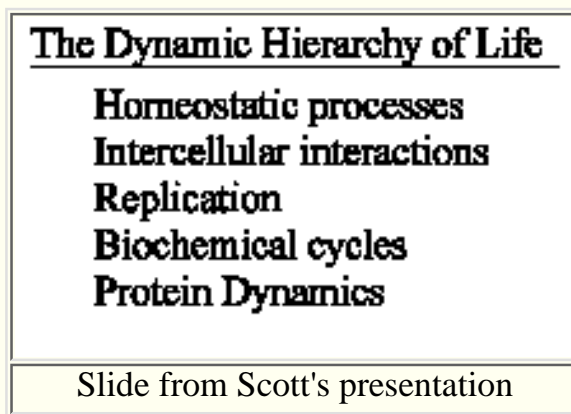 The Dynamic Hierarchy of Life
Homeostatic processes
Intercellular interactions
Replication
Biochemical cycles
Protein Dynamics
Slide from Scott's presentation